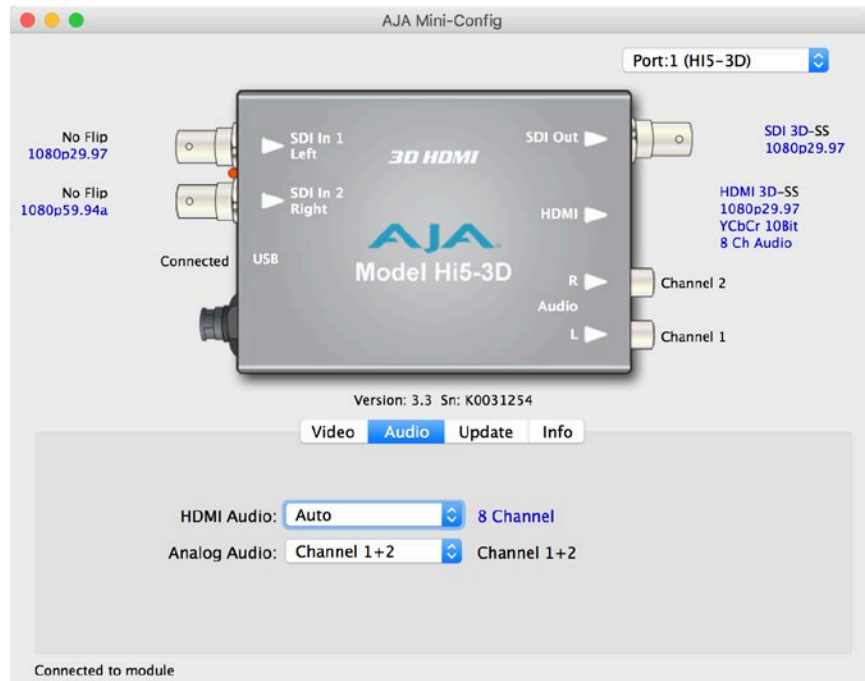 AJA Mini-Config
Port:1 (HI5-3D)
No Flip
1080p29.97
No Flip
1080p59.94a
Connected
SDI In 1
Left
SDI In 2
Right
USB
3D HDMI
AJA
Model Hi5-3D
SDI Out
HDMI
R
Audio
L
SDI 3D-SS
1080p29.97
HDMI 3D-SS
1080p29.97
YCbCr 10Bit
8 Ch Audio
Channel 2
Channel 1
Version: 3.3 Sn: K0031254
Video Audio Update Info
HDMI Audio: Auto 8 Channel
Analog Audio: Channel 1+2 Channel 1+2
Connected to module